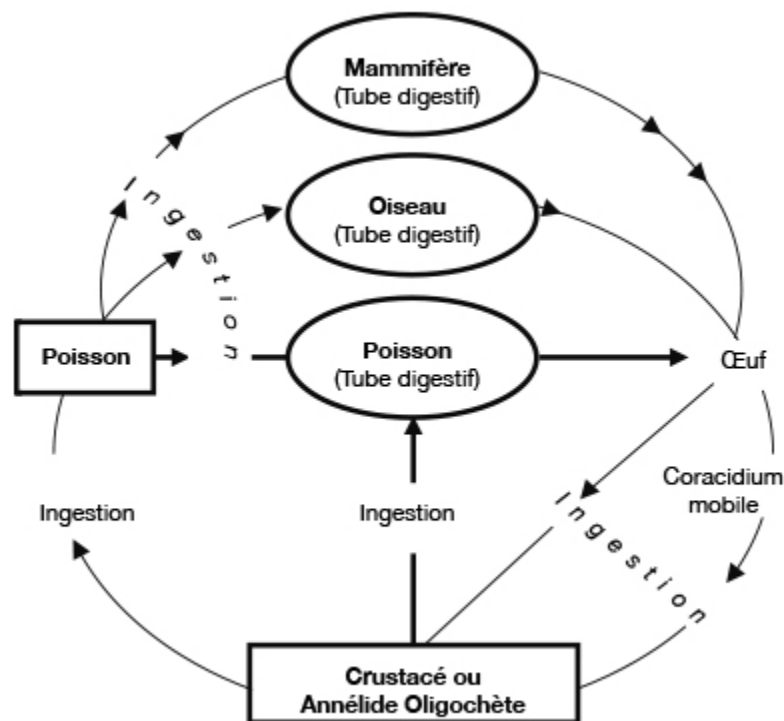 Mammifère
(Tube digestif)
Ingestion
Oiseau
(Tube digestif)
Poisson
Poisson
(Tube digestif)
Œuf
Ingestion
Ingestion
Ingestion
Coracidium
mobile
Crustacé ou
Annélide Oligochète